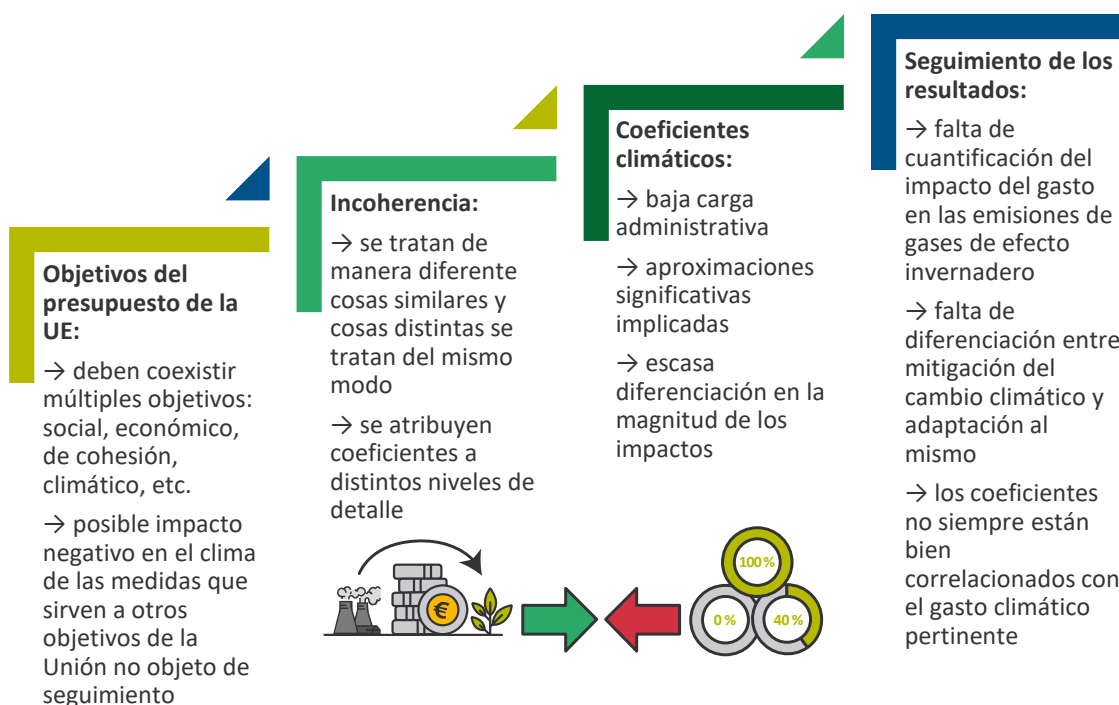 Objetivos del
presupuesto de la
UE:
→ deben coexistir
múltiples objetivos:
social, económico,
de cohesión,
climático, etc.
→ posible impacto
negativo en el clima
de las medidas que
sirven a otros
objetivos de la
Unión no objeto de
seguimiento
Incoherencia:
→ se tratan de
manera diferente
cosas similares y
cosas distintas se
tratan del mismo
modo
→ se atribuyen
coeficientes a
distintos niveles de
detalle
€
Coeficientes
climáticos:
→ baja carga
administrativa
→ aproximaciones
significativas
implicadas
→ escasa
diferenciación en la
magnitud de los
impactos
100 %
0 %
40 %
Seguimiento de los
resultados:
→ falta de
cuantificación del
impacto del gasto
en las emisiones de
gases de efecto
invernadero
→ falta de
diferenciación entre
mitigación del
cambio climático y
adaptación al
mismo
→ los coeficientes
no siempre están
bien
correlacionados con
el gasto climático
pertinente